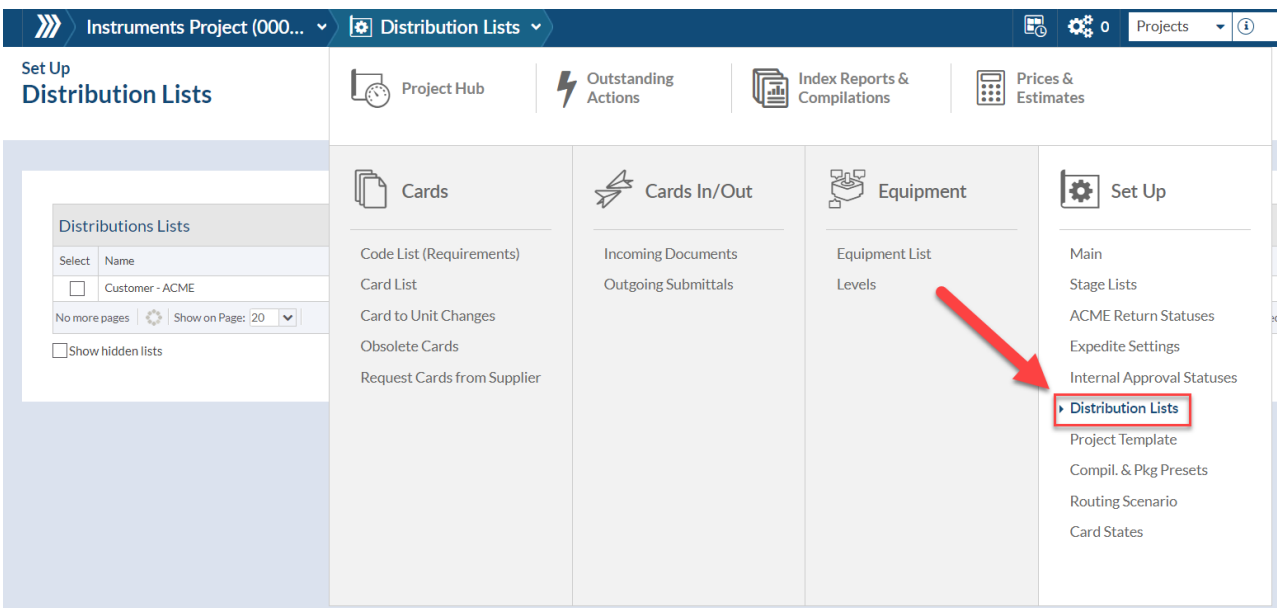 Instruments Project (000...
Distribution Lists
0
Projects
Set Up
Distribution Lists
Project Hub
Outstanding
Actions
Index Reports &
Compilations
Prices &
Estimates
Distributions Lists
Select Name
Customer - ACME
No more pages Show on Page: 20
Show hidden lists
Cards
Code List (Requirements)
Card List
Card to Unit Changes
Obsolete Cards
Request Cards from Supplier
Cards In/Out
Incoming Documents
Outgoing Submittals
Equipment
Equipment List
Levels
Set Up
Main
Stage Lists
ACME Return Statuses
Expedite Settings
Internal Approval Statuses
Distribution Lists
Project Template
Compil. & Pkg Presets
Routing Scenario
Card States